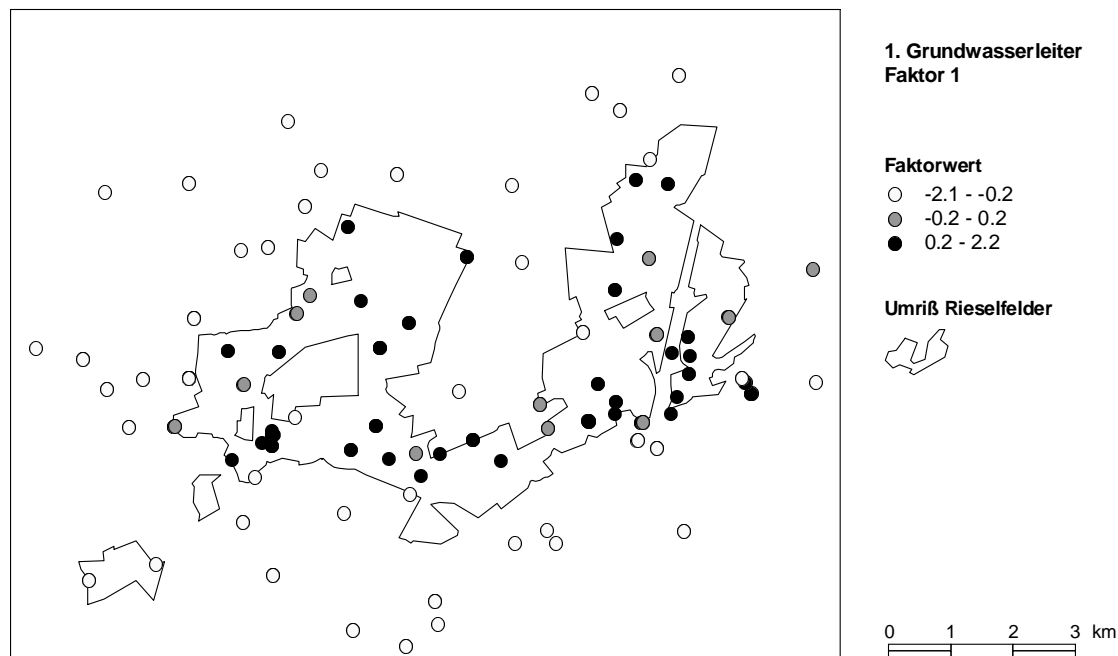 1. Grundwasserleiter
Faktor 1
Faktorwert
-2.1 - -0.2
-0.2 - 0.2
0.2 - 2.2
Umriß Rieselfelder
0 1 2 3 km